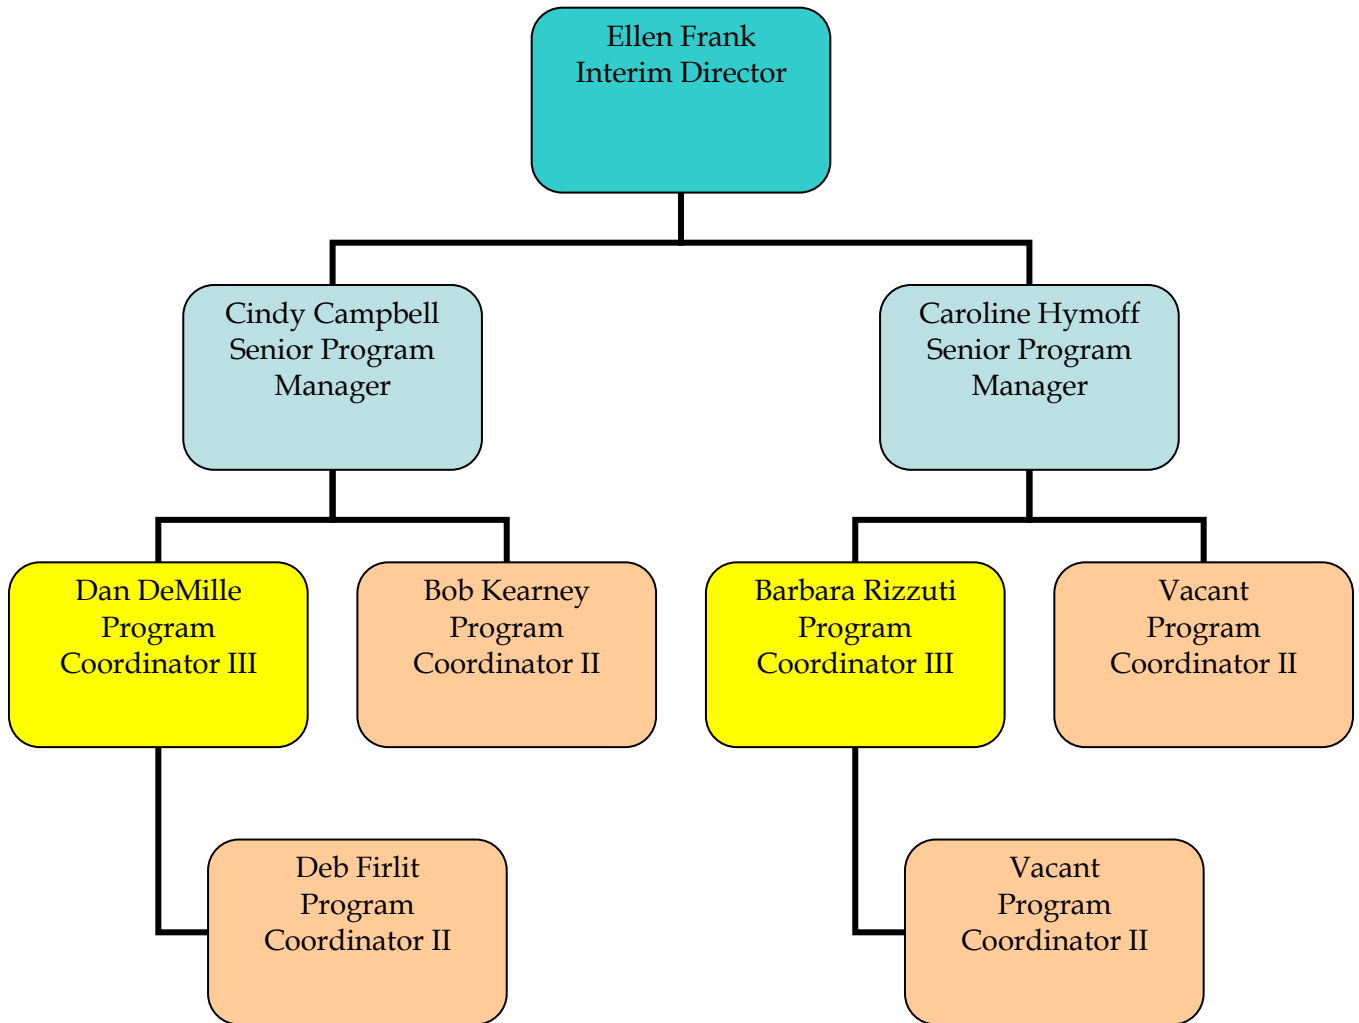 Ellen Frank
Interim Director
Cindy Campbell
Senior Program
Manager
Caroline Hymoff
Senior Program
Manager
Dan DeMille
Program
Coordinator III
Bob Kearney
Program
Coordinator II
Barbara Rizzuti
Program
Coordinator III
Vacant
Program
Coordinator II
Deb Firlit
Program
Coordinator II
Vacant
Program
Coordinator II